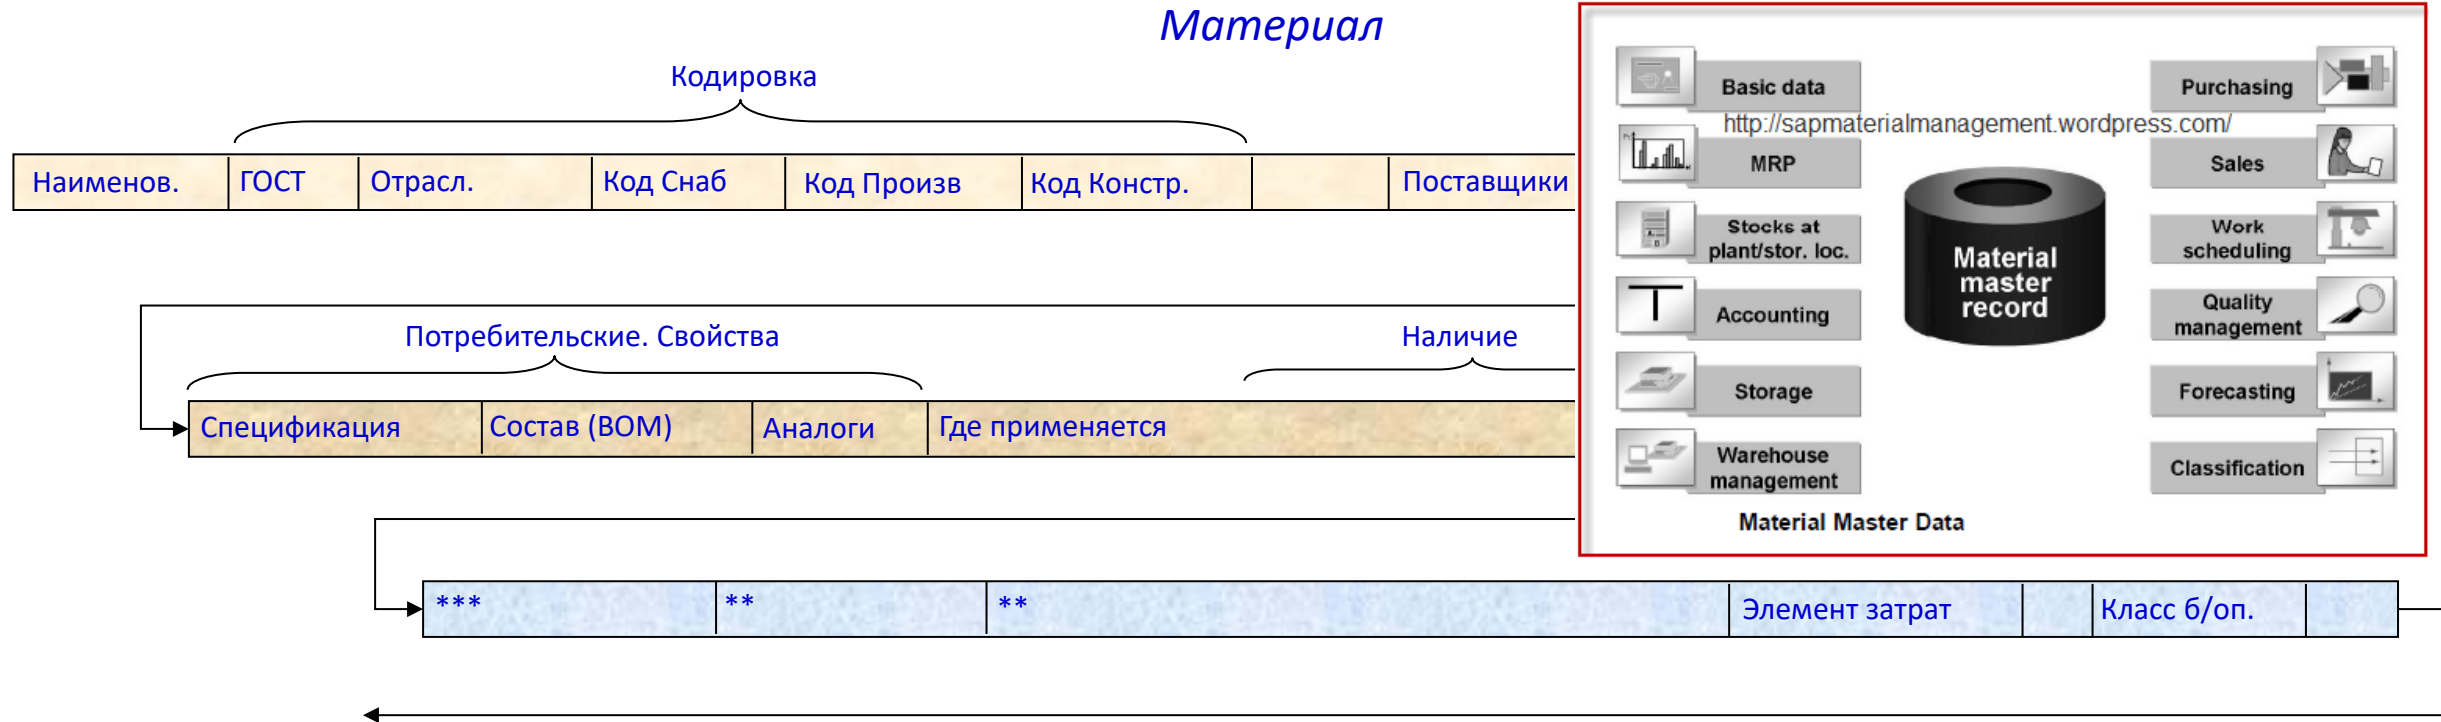 Материал
Кодировка
Наименов. ГОСТ Отрасл. Код Снаб Код Произв Код Констр. Поставщики
Потребительские. Свойства Наличие
Спецификация Состав (ВОМ) Аналоги Где применяется
*** ** ** Элемент затрат Класс б/оп.
Basic data
http://sapmaterialmanagement.wordpress.com/
MRP
Stocks at
plant/stor. loc.
Accounting
Storage
Warehouse
management
Material
master
record
Purchasing
Sales
Work
scheduling
Quality
management
Forecasting
Classification
Material Master Data